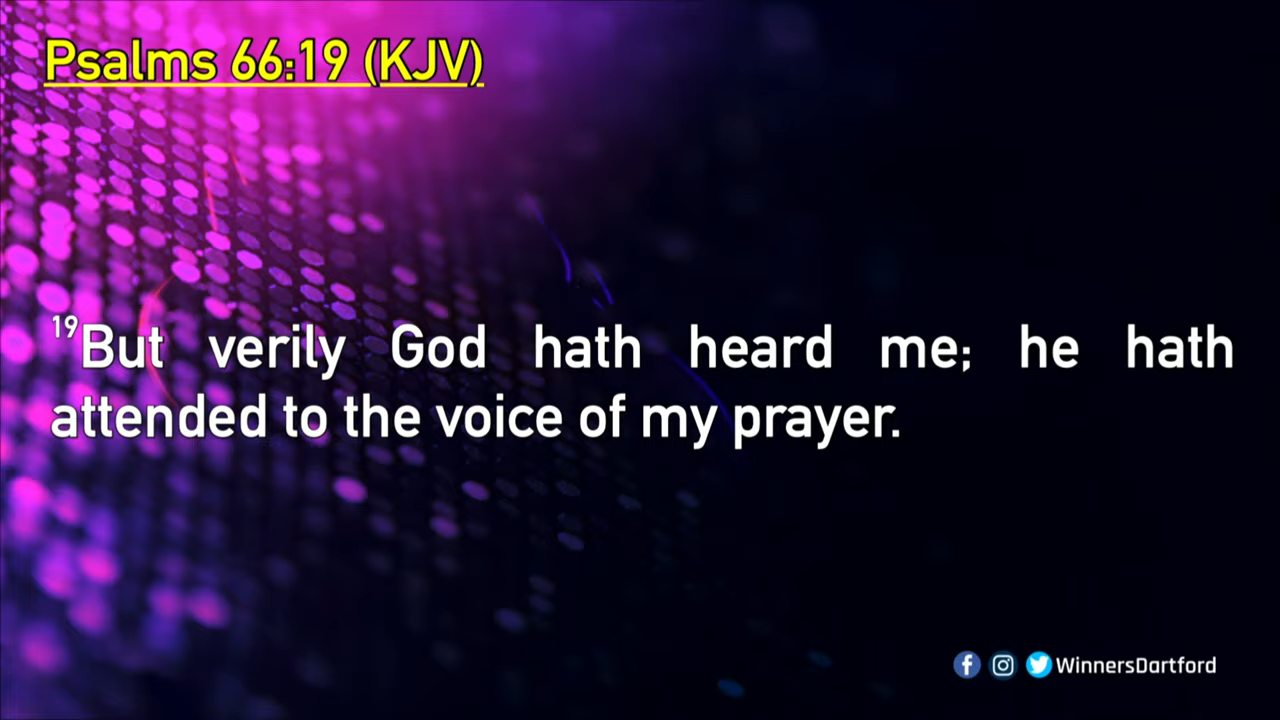 Psalms 66:19 (KJV)
19But verily God hath heard me; he hath
attended to the voice of my prayer.
WinnersDartford